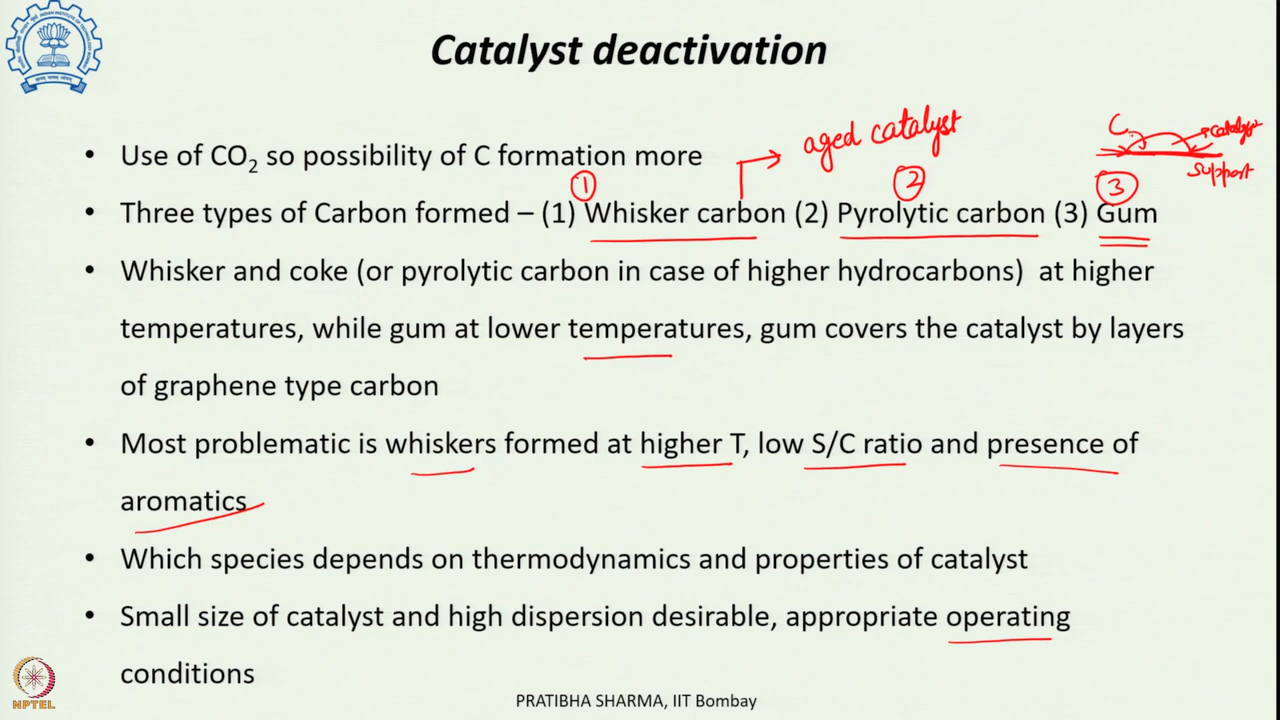 Catalyst deactivation
• Use of CO₂ so possibility of C formation more
aged catalyst
C
catalyst
support
① ② ③
• Three types of Carbon formed – (1) Whisker carbon (2) Pyrolytic carbon (3) Gum
• Whisker and coke (or pyrolytic carbon in case of higher hydrocarbons) at higher
temperatures, while gum at lower temperatures, gum covers the catalyst by layers
of graphene type carbon
• Most problematic is whiskers formed at higher T, low S/C ratio and presence of
aromatics
• Which species depends on thermodynamics and properties of catalyst
• Small size of catalyst and high dispersion desirable, appropriate operating
conditions
NPTEL
PRATIBHA SHARMA, IIT Bombay